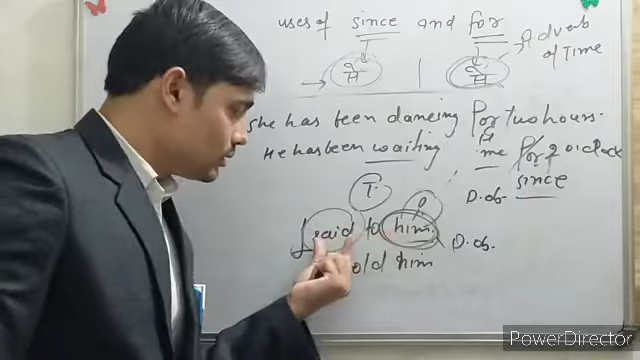 uses of since and for
Adverb
of Time
से | से
She has been dancing for two hours.
He has been waiting me for 2 o'clock
since
T. O D.ob
I said to him. D.ob.
told him
PowerDirector